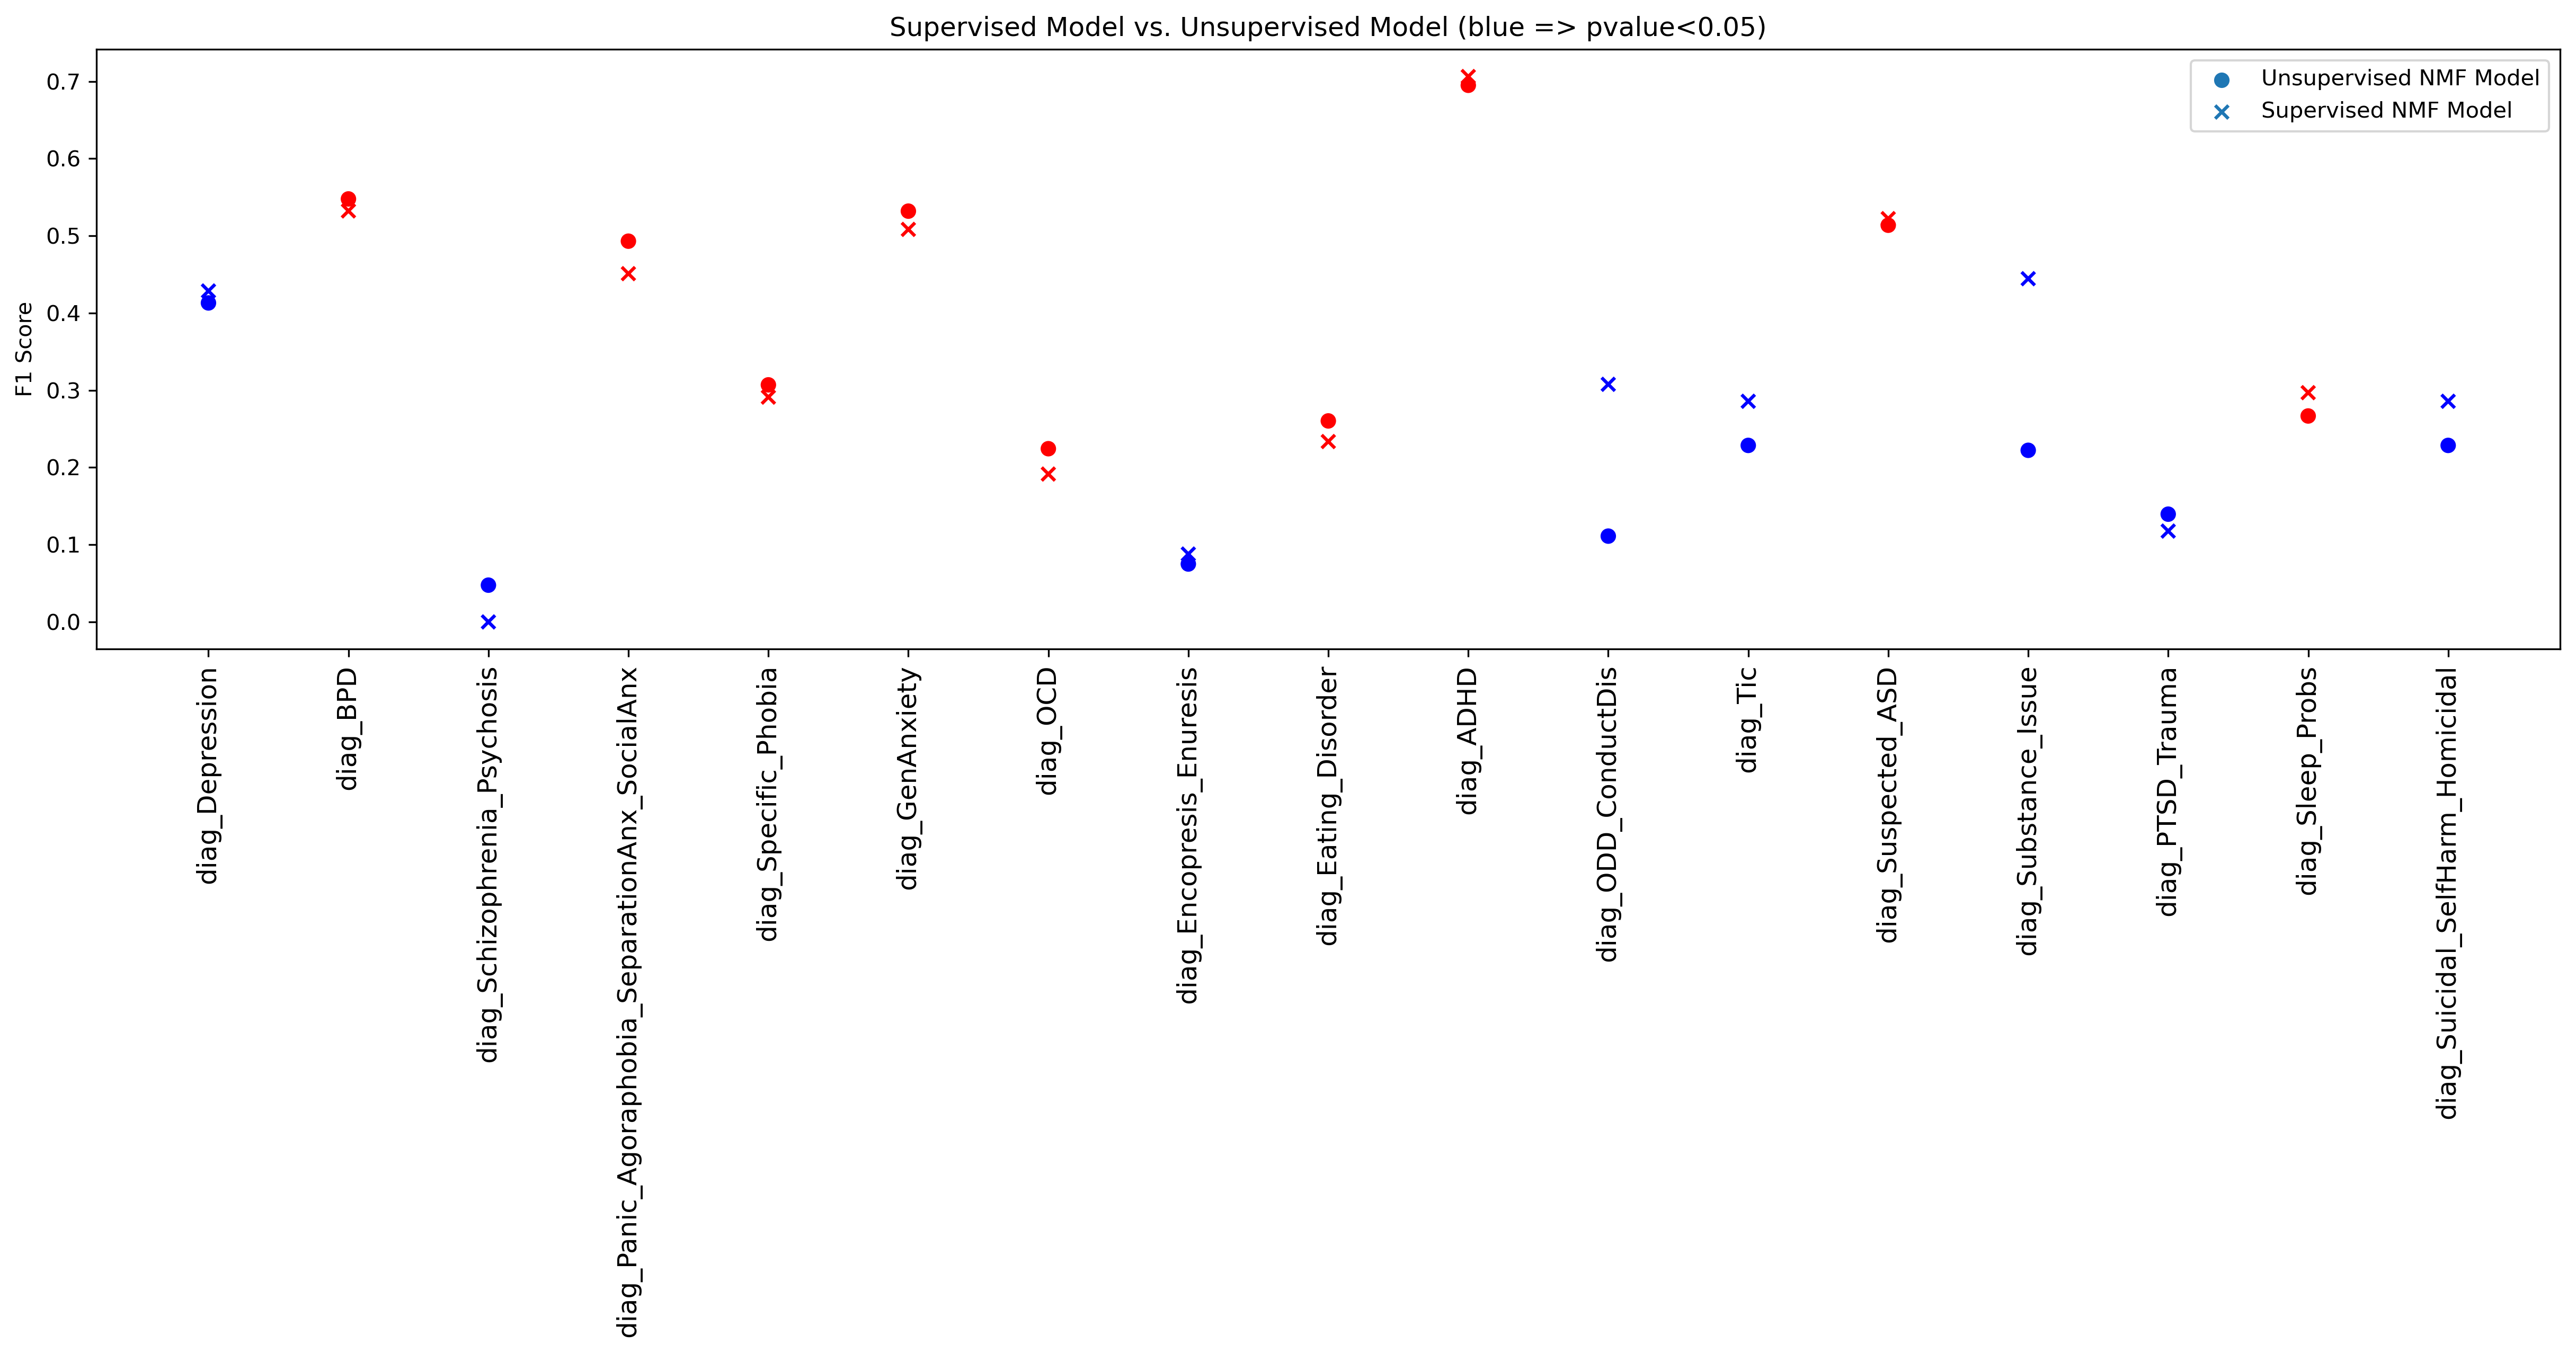 Supervised Model vs. Unsupervised Model (blue => pvalue<0.05)
Unsupervised NMF Model
Supervised NMF Model
F1 Score
0.7
0.6
0.5
0.4
0.3
0.2
0.1
0.0
diag_Depression
diag_BPD
diag_Schizophrenia_Psychosis
diag_Panic_Agoraphobia_SeparationAnx_SocialAnx
diag_Specific_Phobia
diag_GenAnxiety
diag_OCD
diag_Encopresis_Enuresis
diag_Eating_Disorder
diag_ADHD
diag_ODD_ConductDis
diag_Tic
diag_Suspected_ASD
diag_Substance_Issue
diag_PTSD_Trauma
diag_Sleep_Probs
diag_Suicidal_SelfHarm_Homicidal